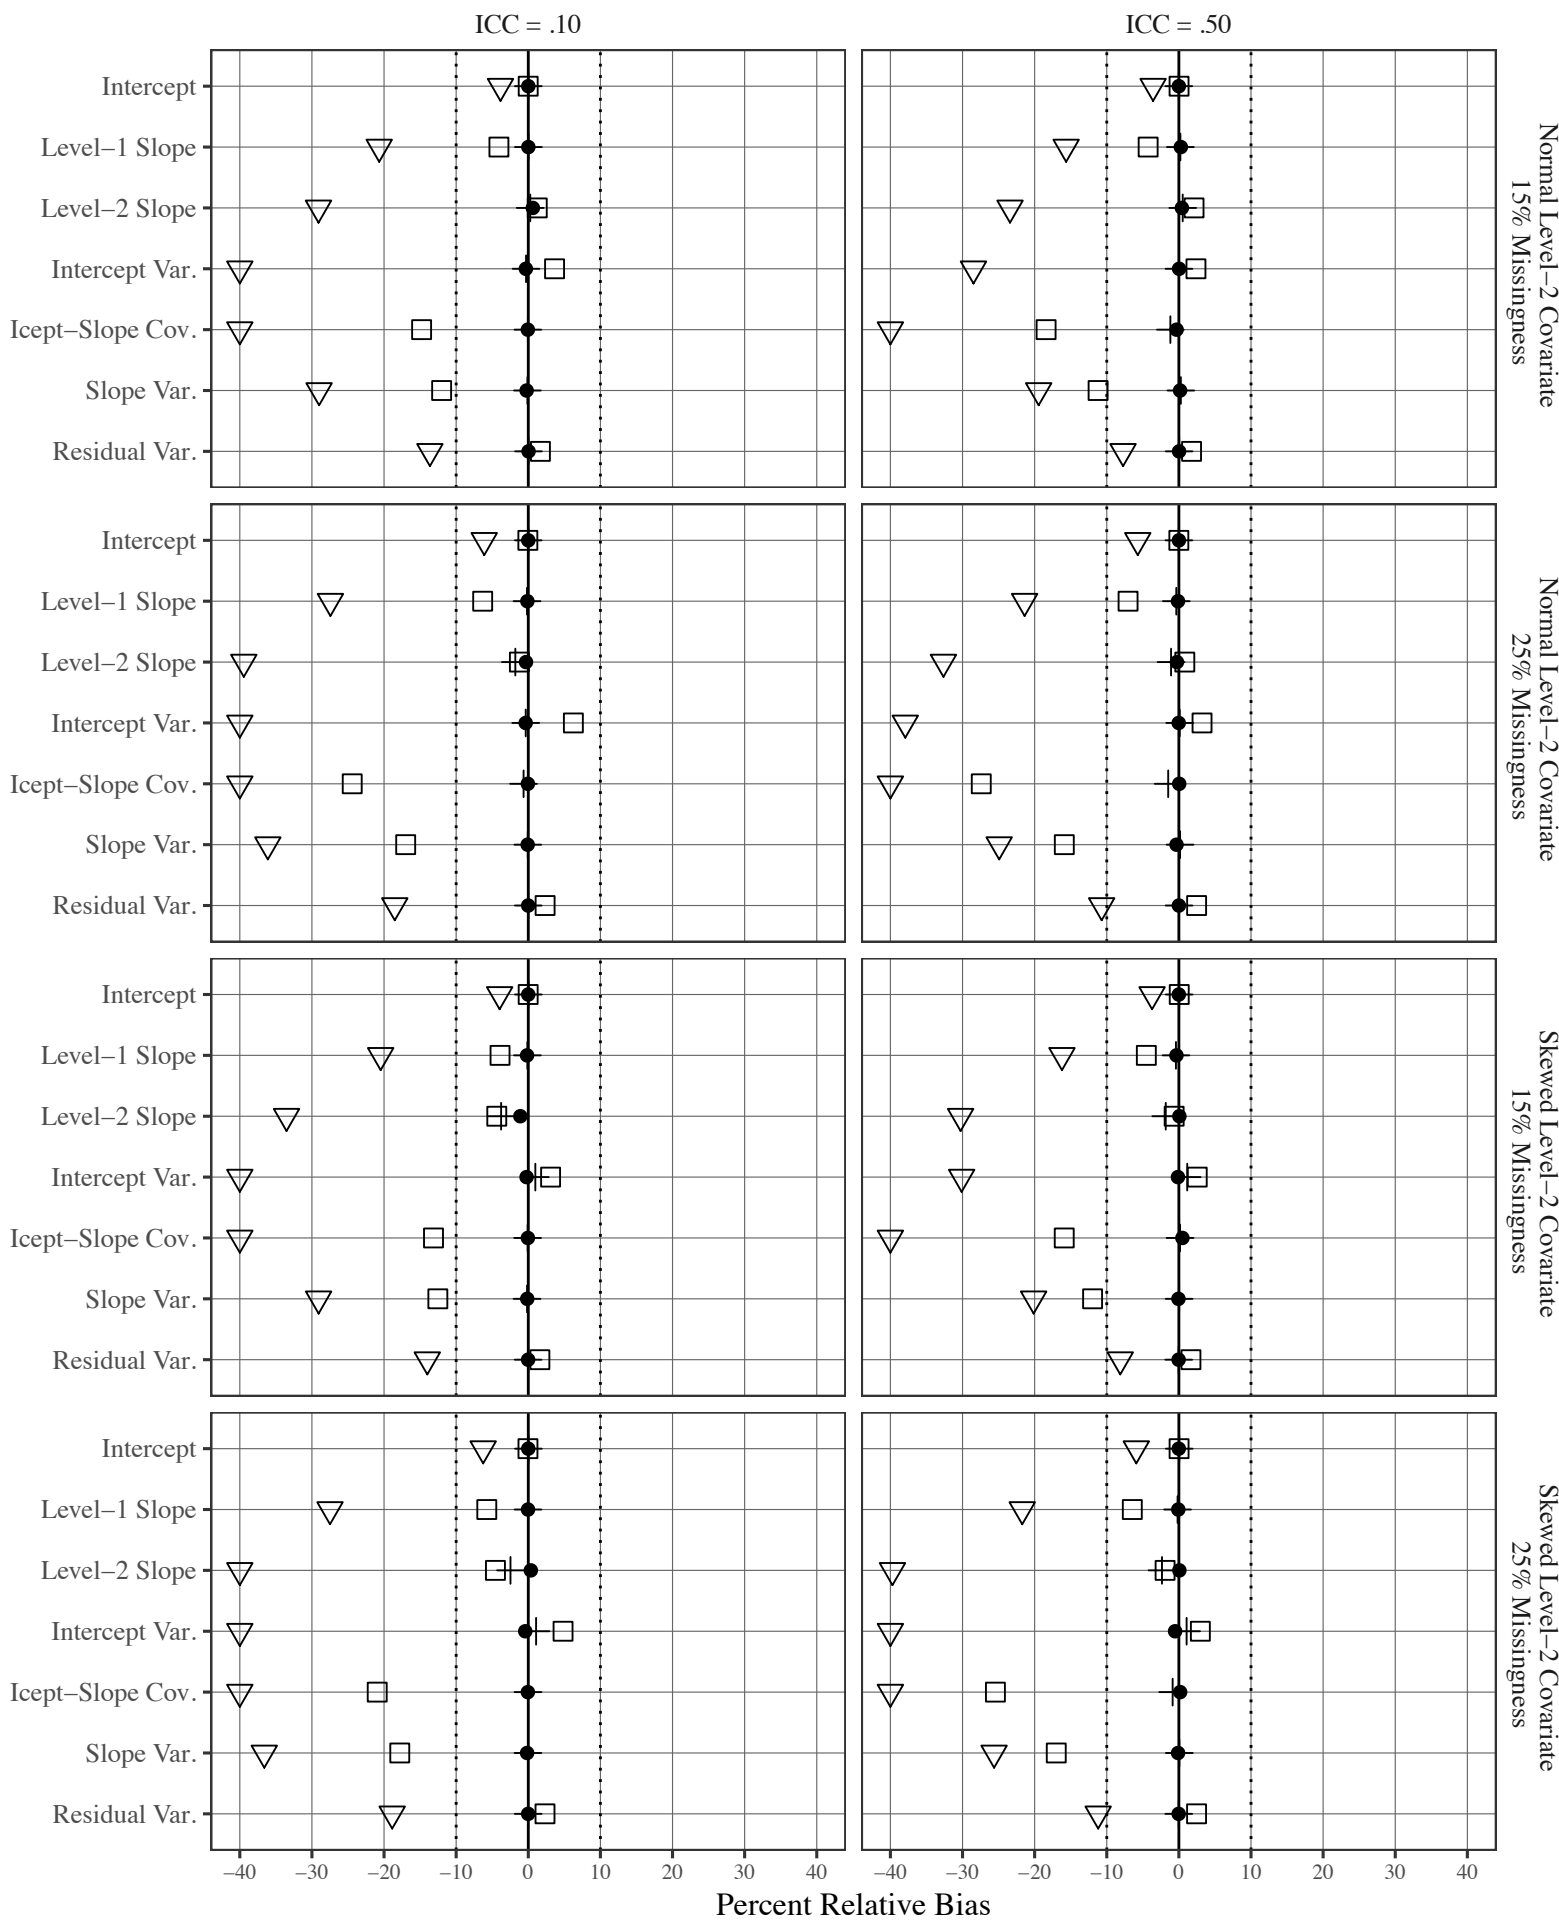 ICC = .10
ICC = .50
Intercept
Level−1 Slope
Level−2 Slope
Intercept Var.
Icept−Slope Cov.
Slope Var.
Residual Var.
Normal Level−2 Covariate
15% Missingness
Intercept
Level−1 Slope
Level−2 Slope
Intercept Var.
Icept−Slope Cov.
Slope Var.
Residual Var.
Normal Level−2 Covariate
25% Missingness
Intercept
Level−1 Slope
Level−2 Slope
Intercept Var.
Icept−Slope Cov.
Slope Var.
Residual Var.
Skewed Level−2 Covariate
15% Missingness
Intercept
Level−1 Slope
Level−2 Slope
Intercept Var.
Icept−Slope Cov.
Slope Var.
Residual Var.
Skewed Level−2 Covariate
25% Missingness
−40 −30 −20 −10 0 10 20 30 40
−40 −30 −20 −10 0 10 20 30 40
Percent Relative Bias